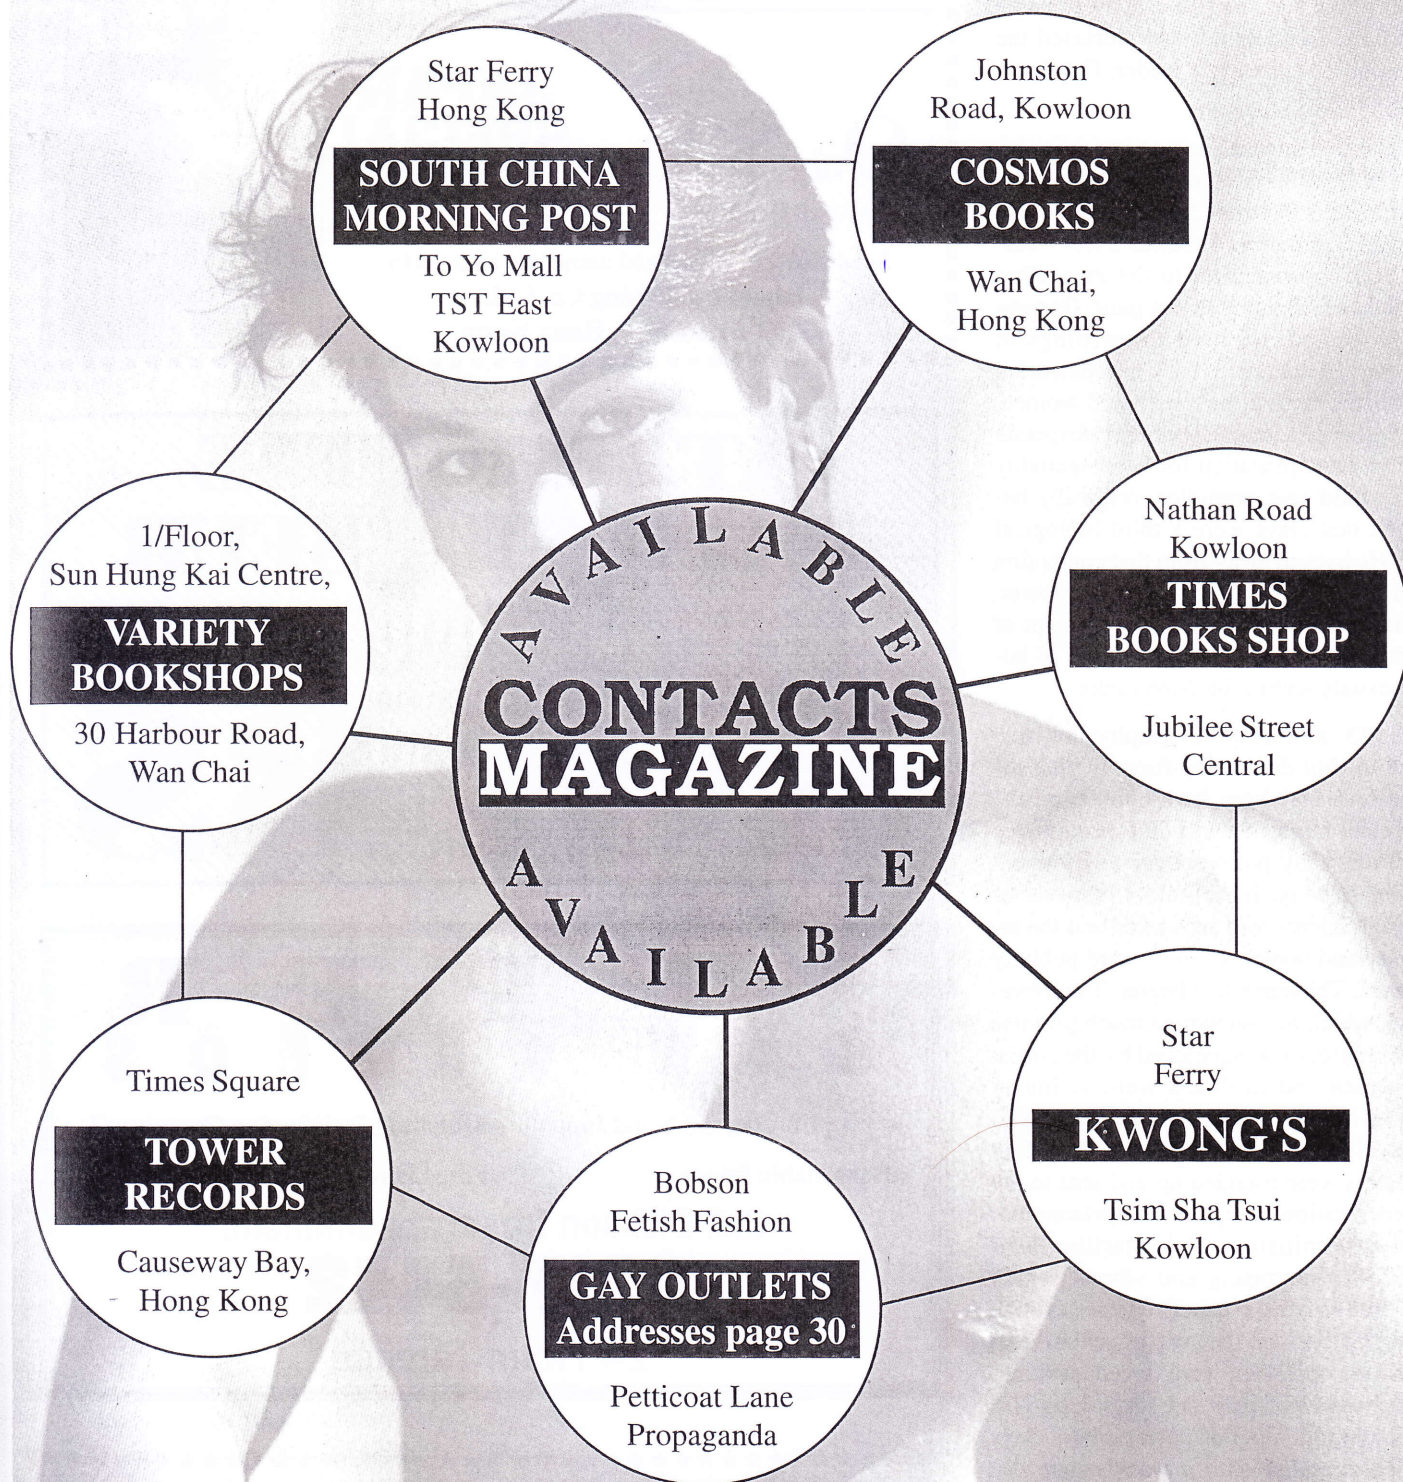 Star Ferry
Hong Kong
SOUTH CHINA
MORNING POST
To Yo Mall
TST East
Kowloon
Johnston
Road, Kowloon
COSMOS
BOOKS
Wan Chai,
Hong Kong
1/Floor,
Sun Hung Kai Centre,
VARIETY
BOOKSHOPS
30 Harbour Road,
Wan Chai
AVAILABLE
CONTACTS
MAGAZINE
AVAILABLE
Nathan Road
Kowloon
TIMES
BOOKS SHOP
Jubilee Street
Central
Times Square
TOWER
RECORDS
Causeway Bay,
Hong Kong
Bobson
Fetish Fashion
GAY OUTLETS
Addresses page 30
Petticoat Lane
Propaganda
Star
Ferry
KWONG'S
Tsim Sha Tsui
Kowloon